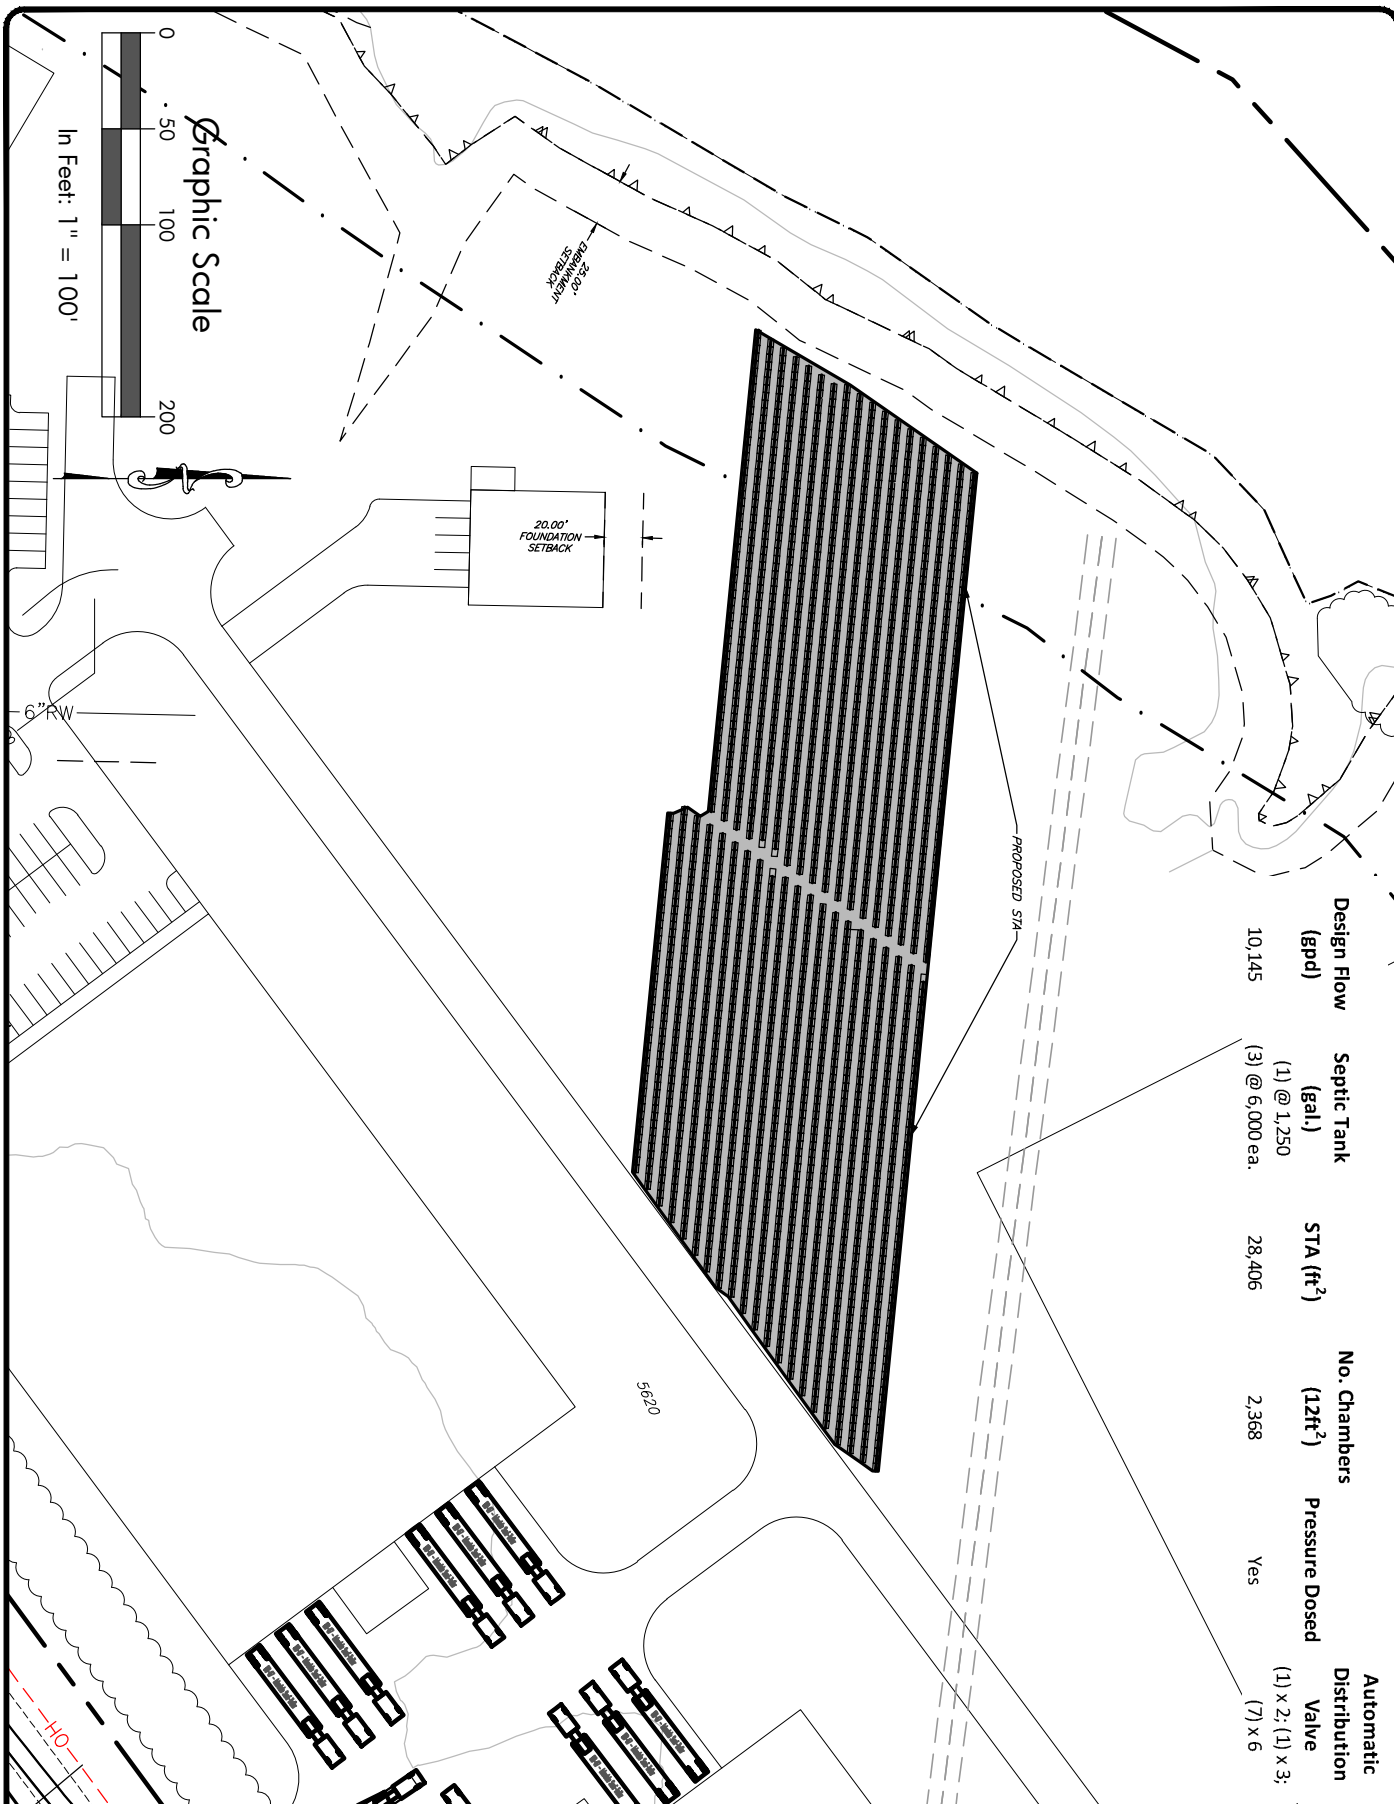 Graphic Scale
0
50
100
200
In Feet: 1" = 100'
25.00'
EMBANKMENT
SETBACK
20.00'
FOUNDATION
SETBACK
6"RW
PROPOSED STA
5620
HO
Design Flow
(gpd)
10,145
Septic Tank
(gal.)
(1) @ 1,250
(3) @ 6,000 ea.
STA (ft²)
28,406
No. Chambers
(12ft²)
2,368
Pressure Dosed
Yes
Automatic
Distribution
Valve
(1) x 2; (1) x 3;
(7) x 6